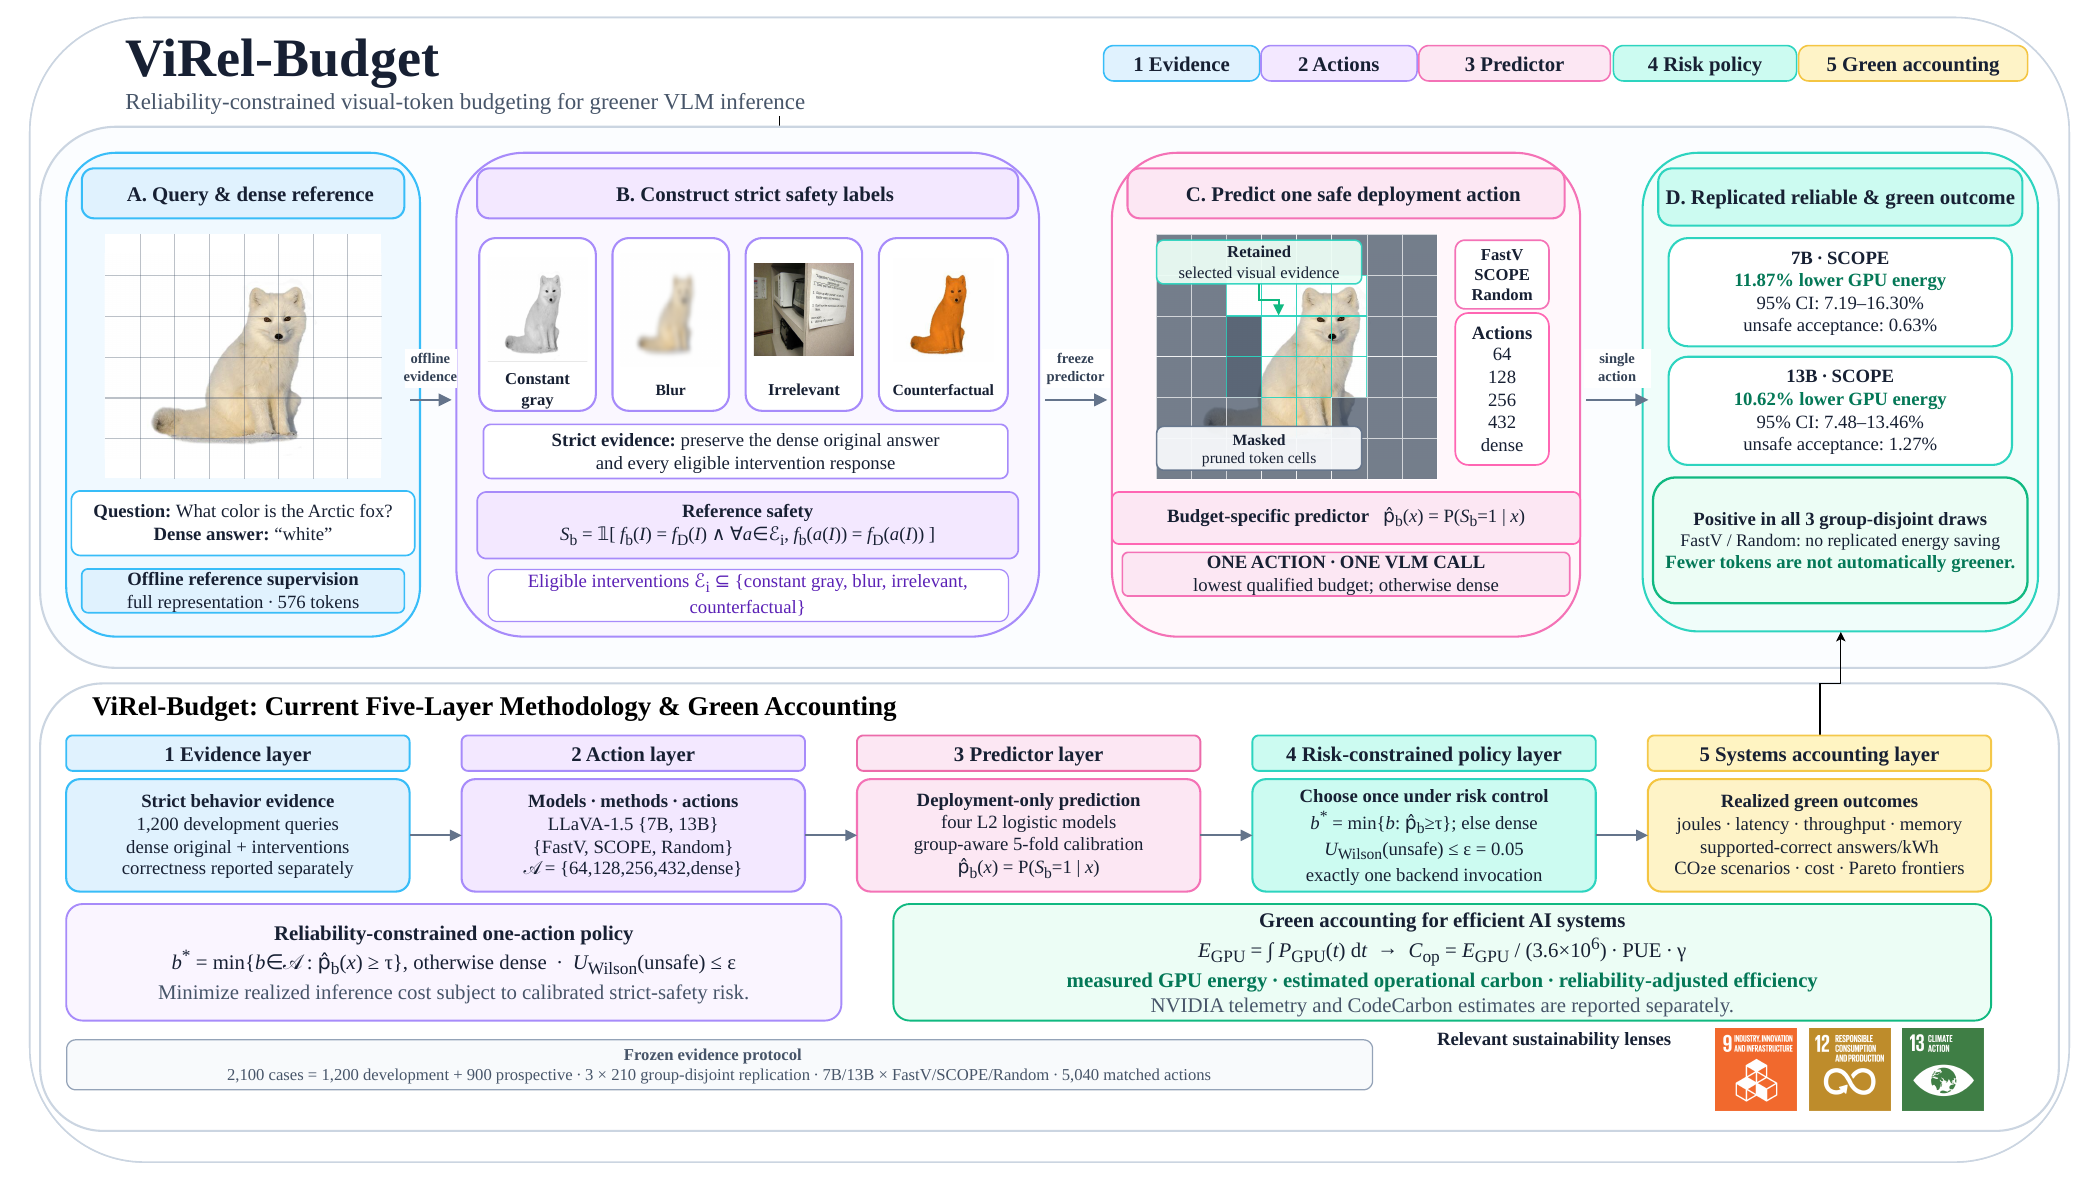 ViRel-Budget
Reliability-constrained visual-token budgeting for greener VLM inference
1 Evidence
2 Actions
3 Predictor
4 Risk policy
5 Green accounting
A. Query & dense reference
Question: What color is the Arctic fox?
Dense answer: “white”
Offline reference supervision
full representation · 576 tokens
offline
evidence
B. Construct strict safety labels
Constant
gray
Blur
Irrelevant
Counterfactual
Strict evidence: preserve the dense original answer
and every eligible intervention response
Reference safety
S_b = 𝟙[ f_b(I) = f_D(I) ∧ ∀a∈ℰ_i, f_b(a(I)) = f_D(a(I)) ]
Eligible interventions ℰ_i ⊆ {constant gray, blur, irrelevant,
counterfactual}
freeze
predictor
C. Predict one safe deployment action
Retained
selected visual evidence
Masked
pruned token cells
FastV
SCOPE
Random
Actions
64
128
256
432
dense
Budget-specific predictor p̂_b(x) = P(S_b=1 | x)
ONE ACTION · ONE VLM CALL
lowest qualified budget; otherwise dense
single
action
D. Replicated reliable & green outcome
7B · SCOPE
11.87% lower GPU energy
95% CI: 7.19–16.30%
unsafe acceptance: 0.63%
13B · SCOPE
10.62% lower GPU energy
95% CI: 7.48–13.46%
unsafe acceptance: 1.27%
Positive in all 3 group-disjoint draws
FastV / Random: no replicated energy saving
Fewer tokens are not automatically greener.
ViRel-Budget: Current Five-Layer Methodology & Green Accounting
1 Evidence layer
Strict behavior evidence
1,200 development queries
dense original + interventions
correctness reported separately
2 Action layer
Models · methods · actions
LLaVA-1.5 {7B, 13B}
{FastV, SCOPE, Random}
𝒜 = {64,128,256,432,dense}
3 Predictor layer
Deployment-only prediction
four L2 logistic models
group-aware 5-fold calibration
p̂_b(x) = P(S_b=1 | x)
4 Risk-constrained policy layer
Choose once under risk control
b* = min{b: p̂_b≥τ}; else dense
U_Wilson(unsafe) ≤ ε = 0.05
exactly one backend invocation
5 Systems accounting layer
Realized green outcomes
joules · latency · throughput · memory
supported-correct answers/kWh
CO₂e scenarios · cost · Pareto frontiers
Reliability-constrained one-action policy
b* = min{b∈𝒜 : p̂_b(x) ≥ τ}, otherwise dense · U_Wilson(unsafe) ≤ ε
Minimize realized inference cost subject to calibrated strict-safety risk.
Green accounting for efficient AI systems
E_GPU = ∫ P_GPU(t) dt → C_op = E_GPU / (3.6×10⁶) · PUE · γ
measured GPU energy · estimated operational carbon · reliability-adjusted efficiency
NVIDIA telemetry and CodeCarbon estimates are reported separately.
Frozen evidence protocol
2,100 cases = 1,200 development + 900 prospective · 3 × 210 group-disjoint replication · 7B/13B × FastV/SCOPE/Random · 5,040 matched actions
Relevant sustainability lenses
9 INDUSTRY, INNOVATION
AND INFRASTRUCTURE
12 RESPONSIBLE
CONSUMPTION
AND PRODUCTION
13 CLIMATE
ACTION